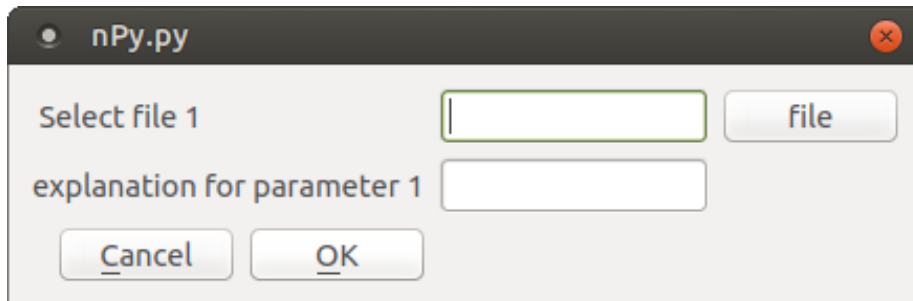 nPy.py
Select file 1 file
explanation for parameter 1
Cancel OK